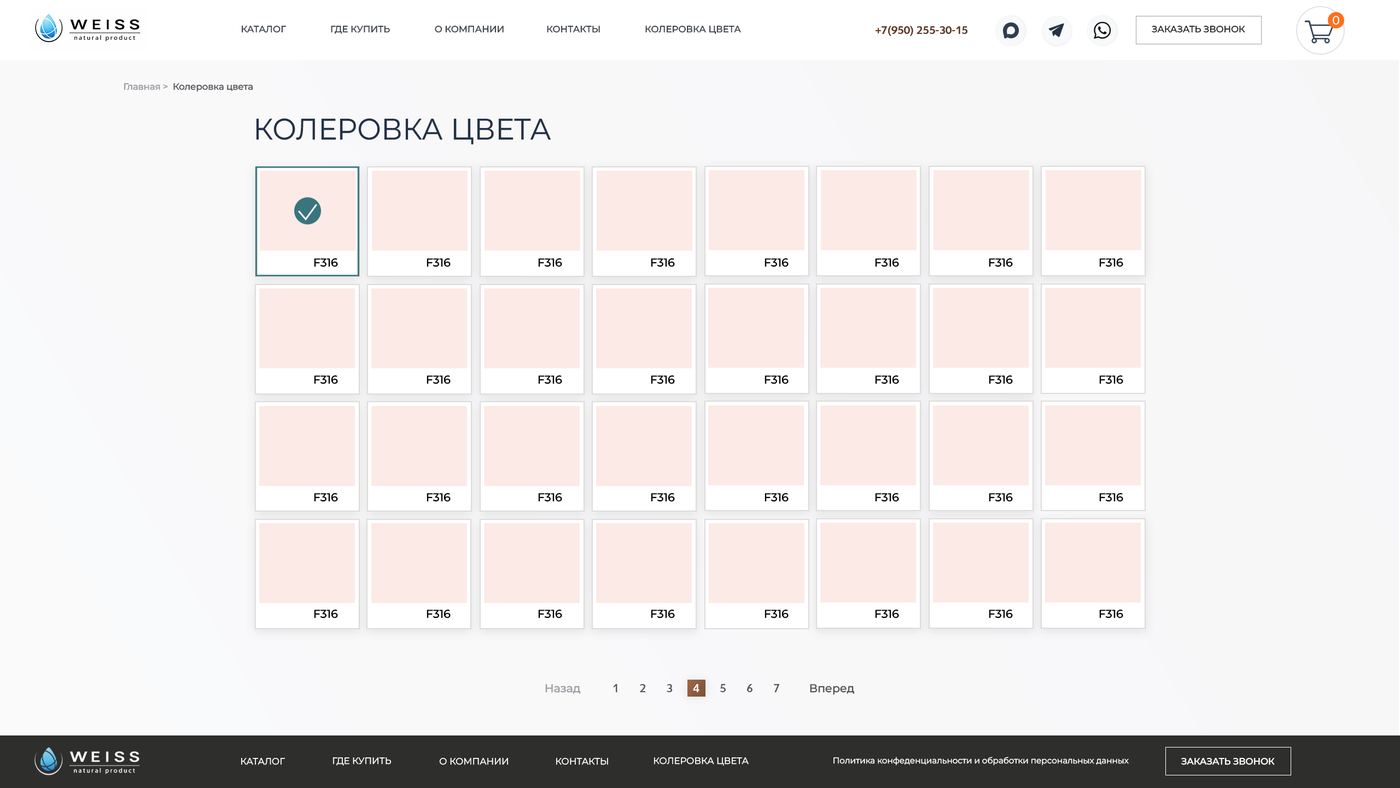 WEISS
natural product
КАТАЛОГ ГДЕ КУПИТЬ О КОМПАНИИ КОНТАКТЫ КОЛЕРОВКА ЦВЕТА +7(950) 255-30-15 ЗАКАЗАТЬ ЗВОНОК 0
Главная > Колеровка цвета
КОЛЕРОВКА ЦВЕТА
F316 F316 F316 F316 F316 F316 F316 F316
F316 F316 F316 F316 F316 F316 F316 F316
F316 F316 F316 F316 F316 F316 F316 F316
F316 F316 F316 F316 F316 F316 F316 F316
Назад 1 2 3 4 5 6 7 Вперед
WEISS
natural product
КАТАЛОГ ГДЕ КУПИТЬ О КОМПАНИИ КОНТАКТЫ КОЛЕРОВКА ЦВЕТА Политика конфеденциальности и обработки персональных данных ЗАКАЗАТЬ ЗВОНОК